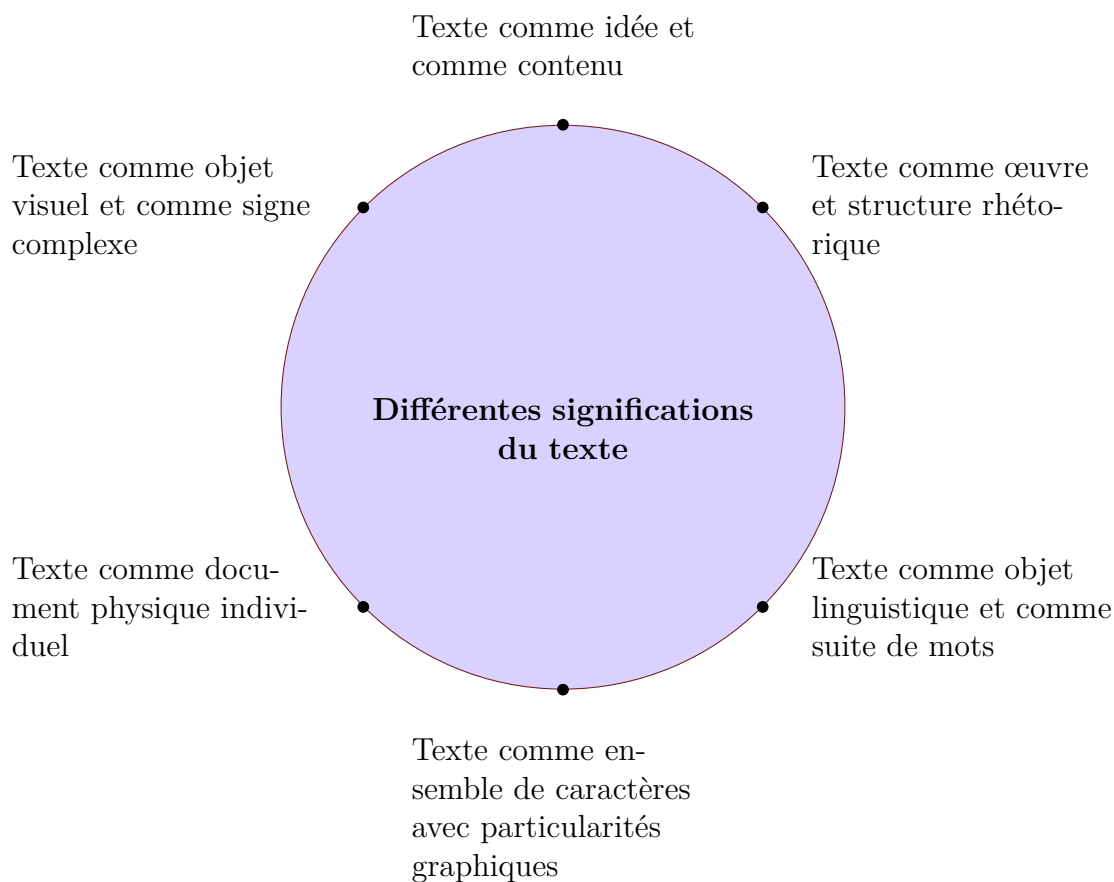 Texte comme idée et
comme contenu
Texte comme objet
visuel et comme signe
complexe
Texte comme œuvre
et structure rhéto-
rique
Différentes significations
du texte
Texte comme docu-
ment physique indivi-
duel
Texte comme objet
linguistique et comme
suite de mots
Texte comme en-
semble de caractères
avec particularités
graphiques